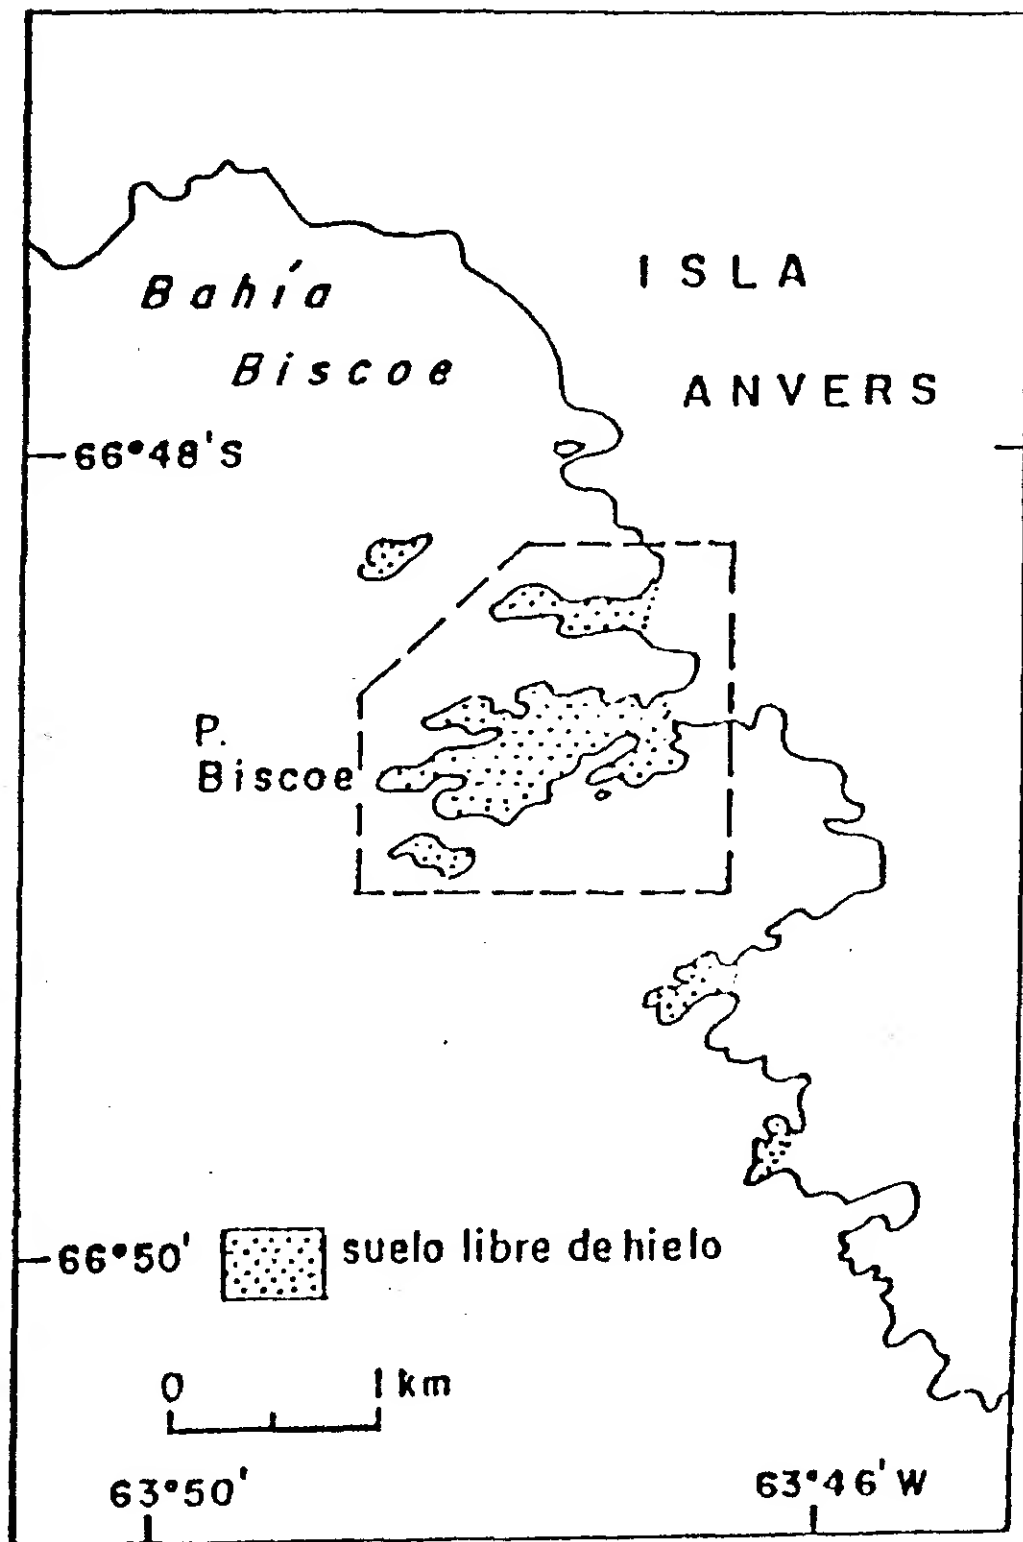 Bahía
Biscoe
ISLA
ANVERS
66°48'S
P.
Biscoe
66°50'
suelo libre de hielo
0 1 km
63°50'
63°46'W